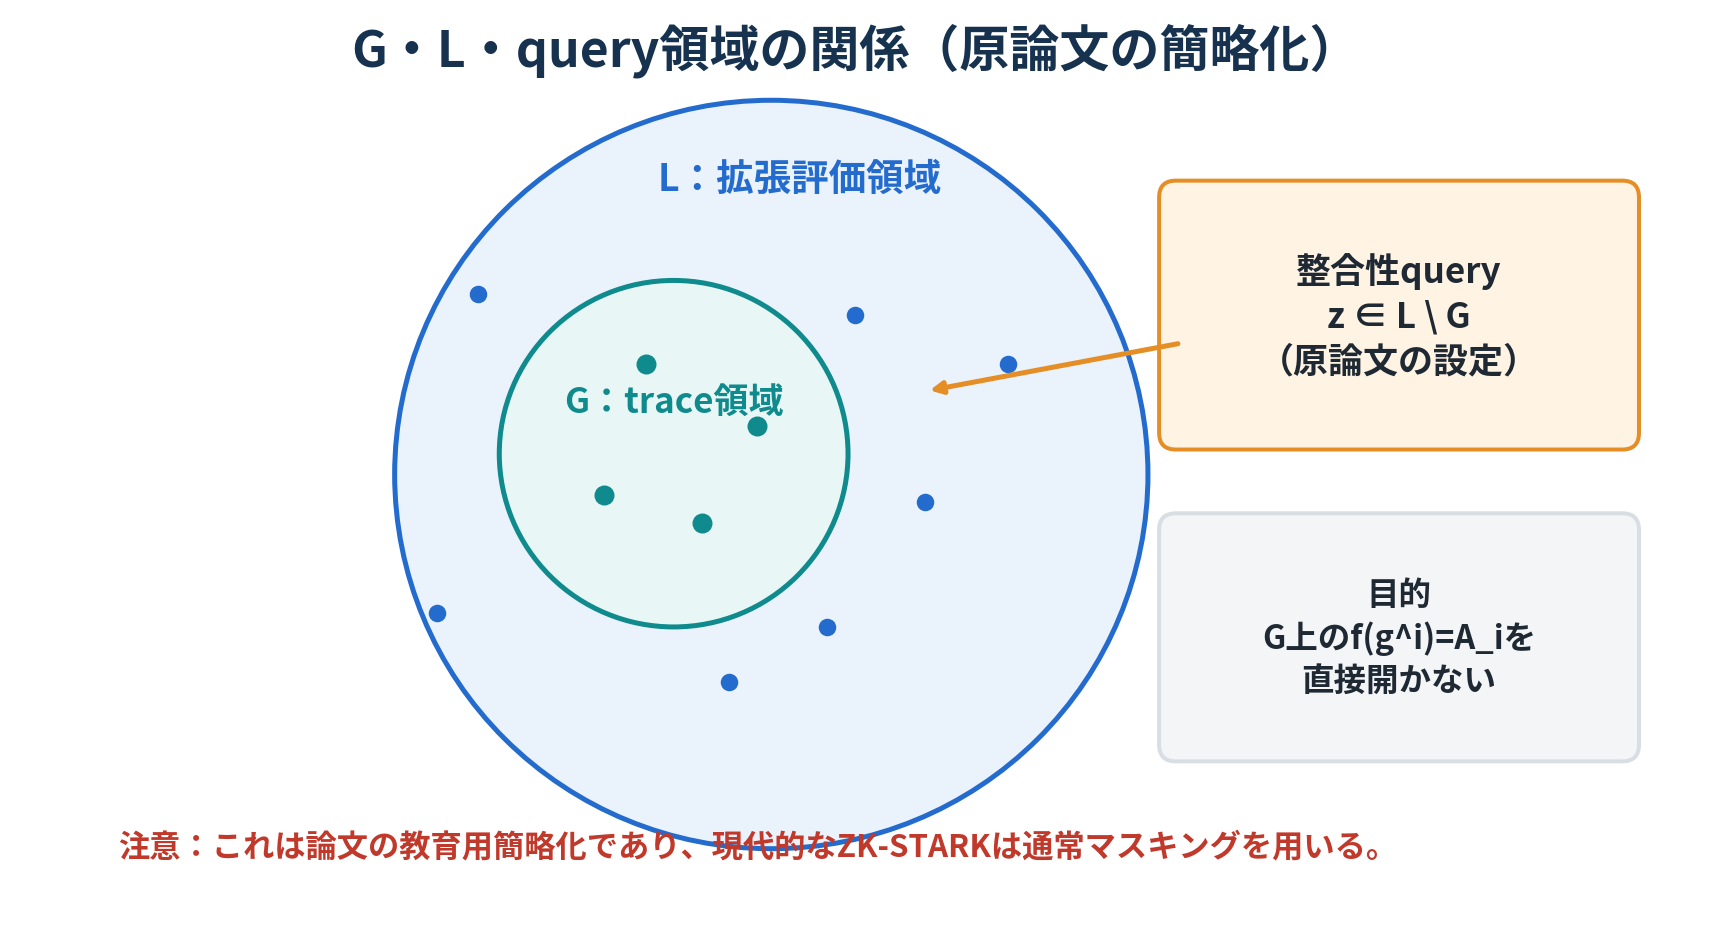 G・L・query領域の関係（原論文の簡略化）
L：拡張評価領域
G：trace領域
整合性query
z ∈ L \ G
（原論文の設定）
目的
G上のf(g^i)=A_iを
直接開かない
注意：これは論文の教育用簡略化であり、現代的なZK-STARKは通常マスキングを用いる。